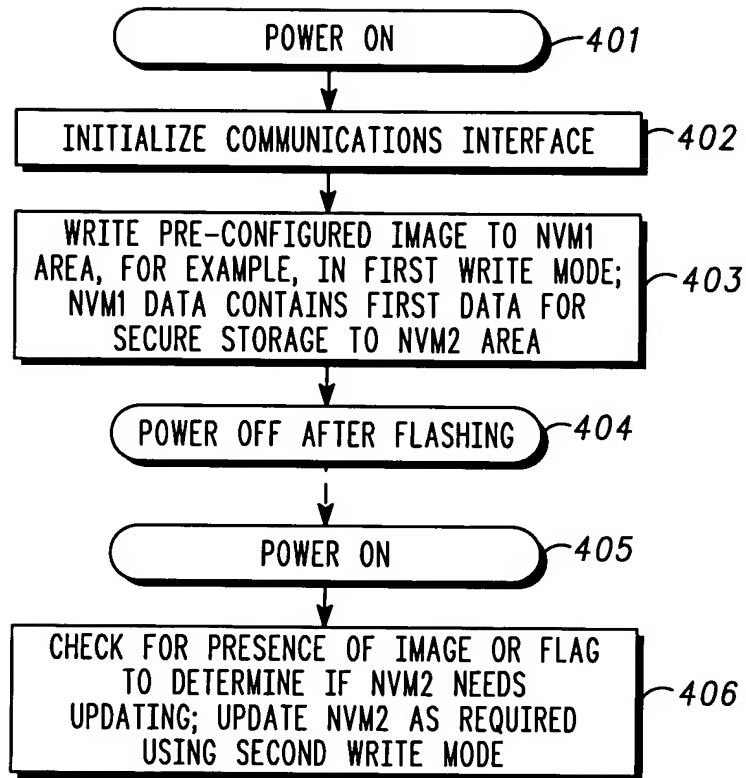 POWER ON
401
INITIALIZE COMMUNICATIONS INTERFACE
402
WRITE PRE-CONFIGURED IMAGE TO NVM1
AREA, FOR EXAMPLE, IN FIRST WRITE MODE;
NVM1 DATA CONTAINS FIRST DATA FOR
SECURE STORAGE TO NVM2 AREA
403
POWER OFF AFTER FLASHING
404
POWER ON
405
CHECK FOR PRESENCE OF IMAGE OR FLAG
TO DETERMINE IF NVM2 NEEDS
UPDATING; UPDATE NVM2 AS REQUIRED
USING SECOND WRITE MODE
406